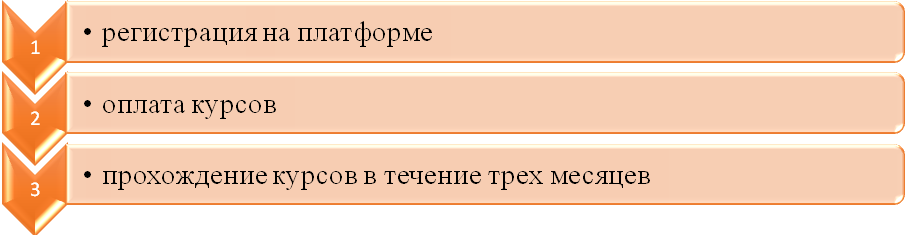 1
• регистрация на платформе
2
• оплата курсов
3
• прохождение курсов в течение трех месяцев